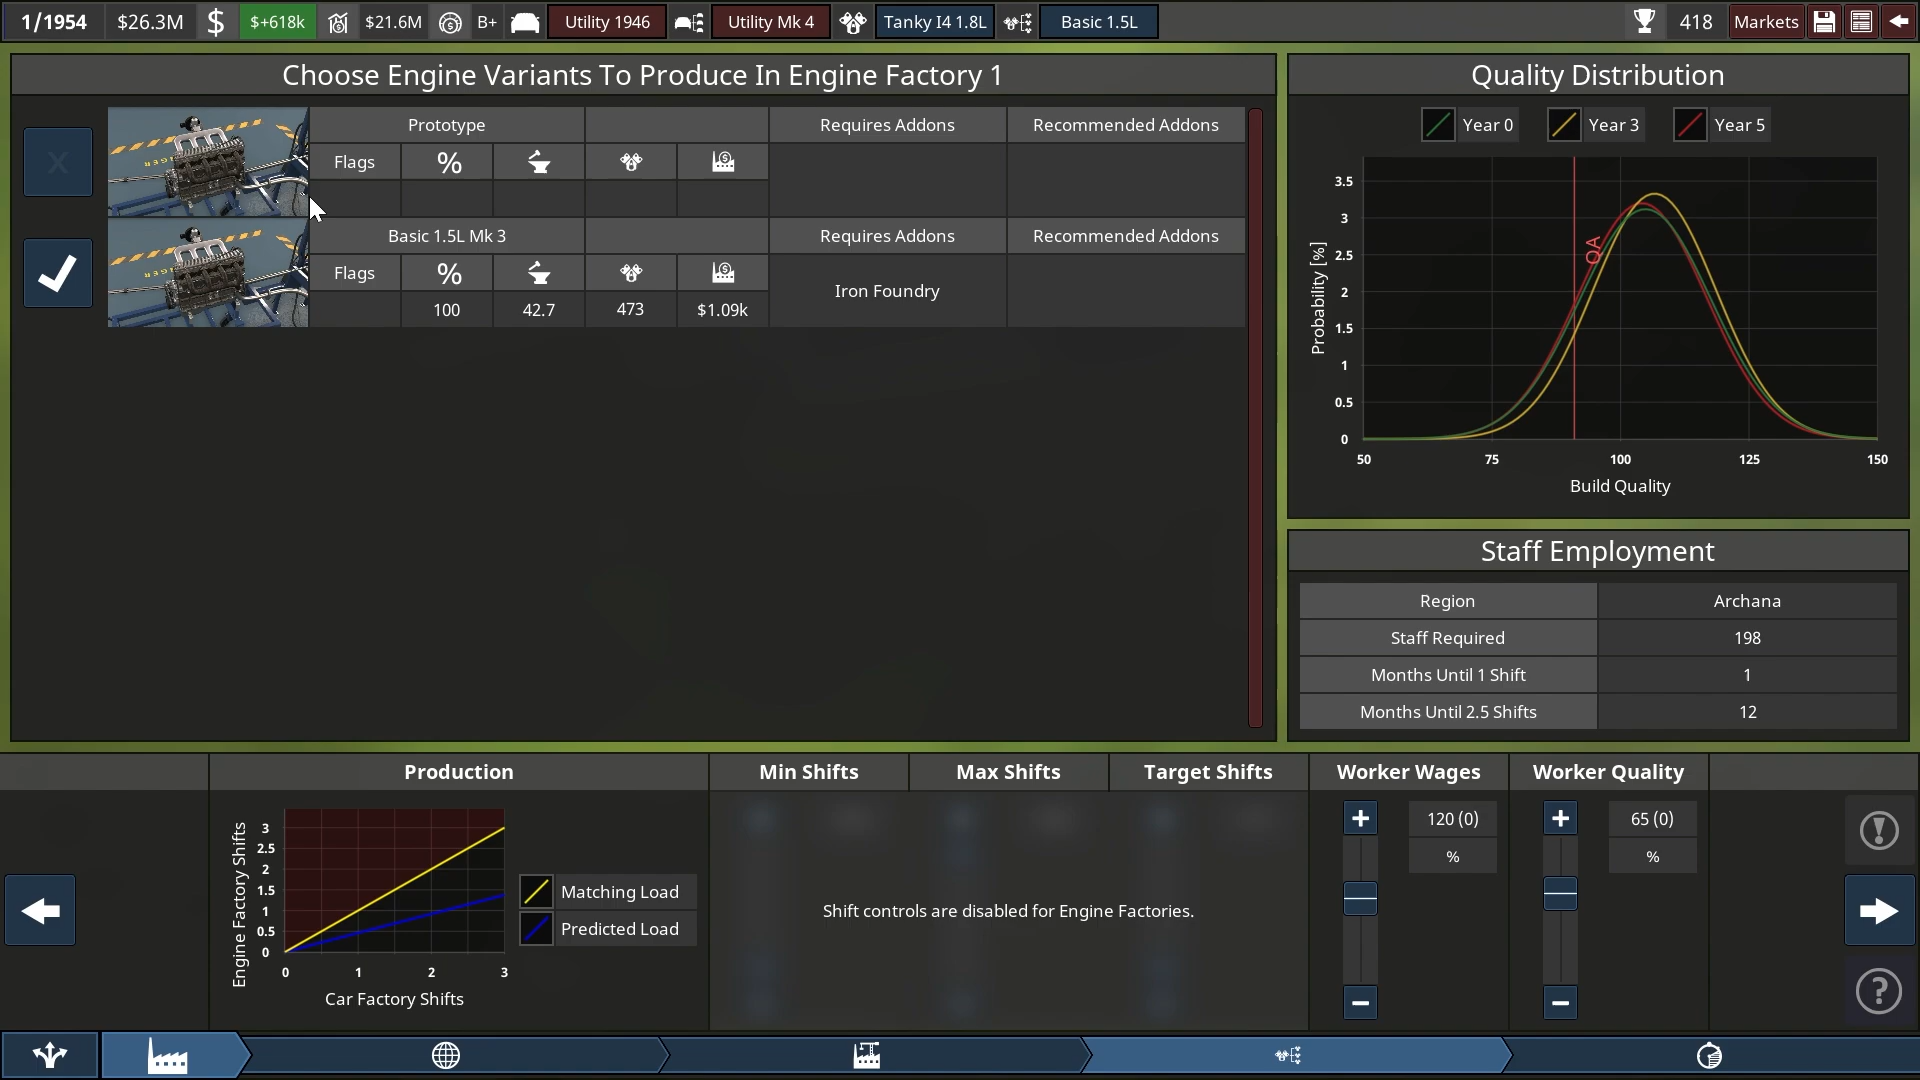 1/1954 $26.3M $+618k $21.6M B+ Utility 1946 Utility Mk 4 Tanky I4 1.8L Basic 1.5L 418 Markets
Choose Engine Variants To Produce In Engine Factory 1
X
Prototype Requires Addons Recommended Addons
Flags %
Basic 1.5L Mk 3 Requires Addons Recommended Addons
Flags %
100 42.7 473 $1.09k Iron Foundry
Quality Distribution
Year 0 Year 3 Year 5
Probability [%]
3.5
3
2.5
2
1.5
1
0.5
0
QA
50 75 100 125 150
Build Quality
Staff Employment
Region Archana
Staff Required 198
Months Until 1 Shift 1
Months Until 2.5 Shifts 12
Production Min Shifts Max Shifts Target Shifts Worker Wages Worker Quality
Engine Factory Shifts
3
2.5
2
1.5
1
0.5
0
0 1 2 3
Car Factory Shifts
Matching Load
Predicted Load
Shift controls are disabled for Engine Factories.
120 (0)
%
65 (0)
%